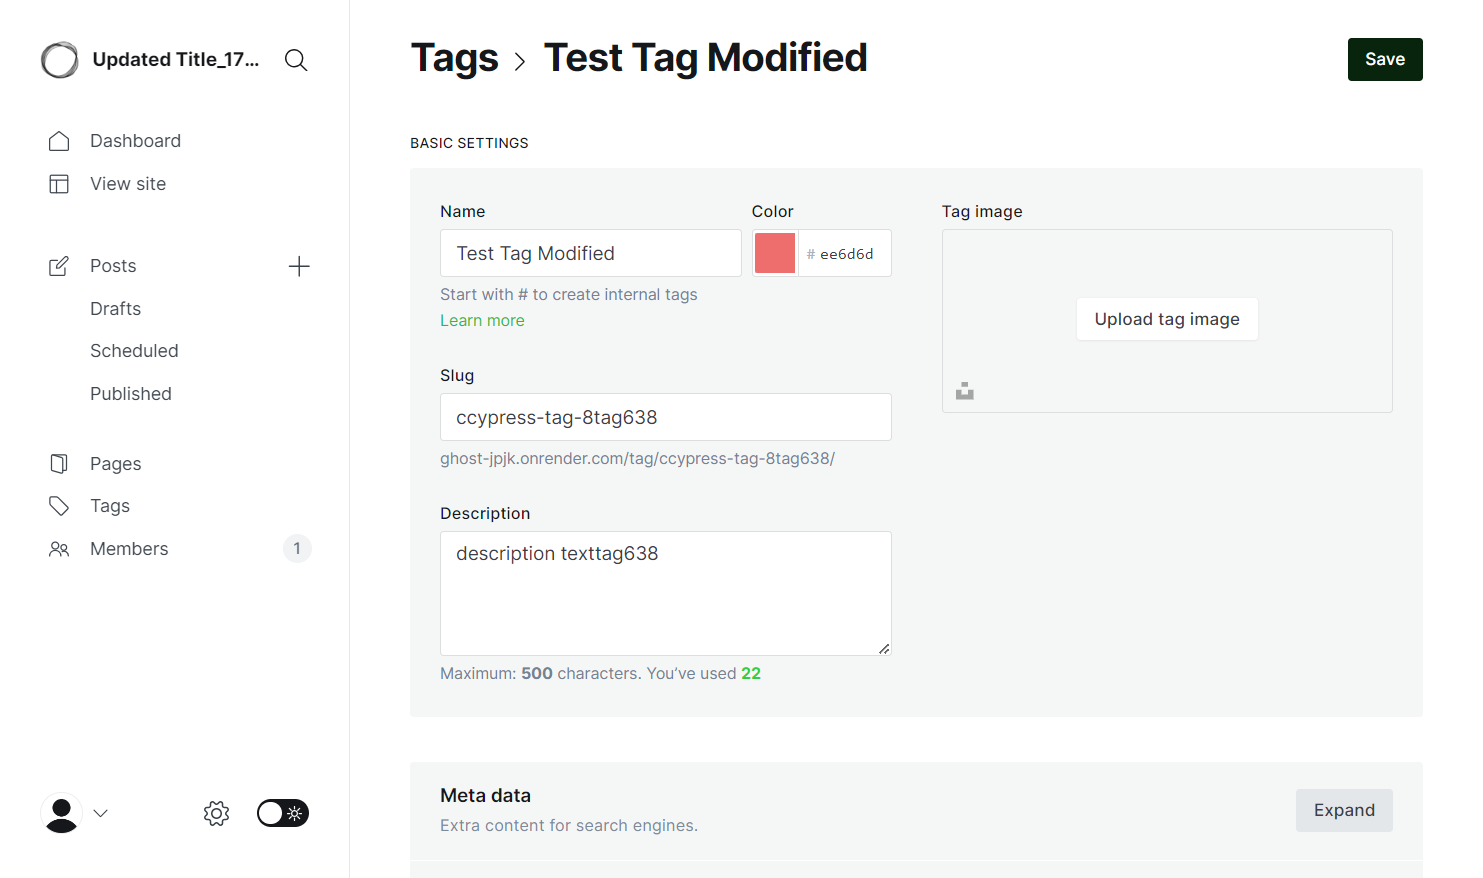 Updated Title_17...
Dashboard
View site
Posts
Drafts
Scheduled
Published
Pages
Tags
Members 1
Tags > Test Tag Modified
Save
BASIC SETTINGS
Name
Test Tag Modified
Start with # to create internal tags
Learn more
Color
# ee6d6d
Slug
ccypress-tag-8tag638
ghost-jpjk.onrender.com/tag/ccypress-tag-8tag638/
Description
description texttag638
Maximum: 500 characters. You’ve used 22
Tag image
Upload tag image
Meta data
Extra content for search engines.
Expand